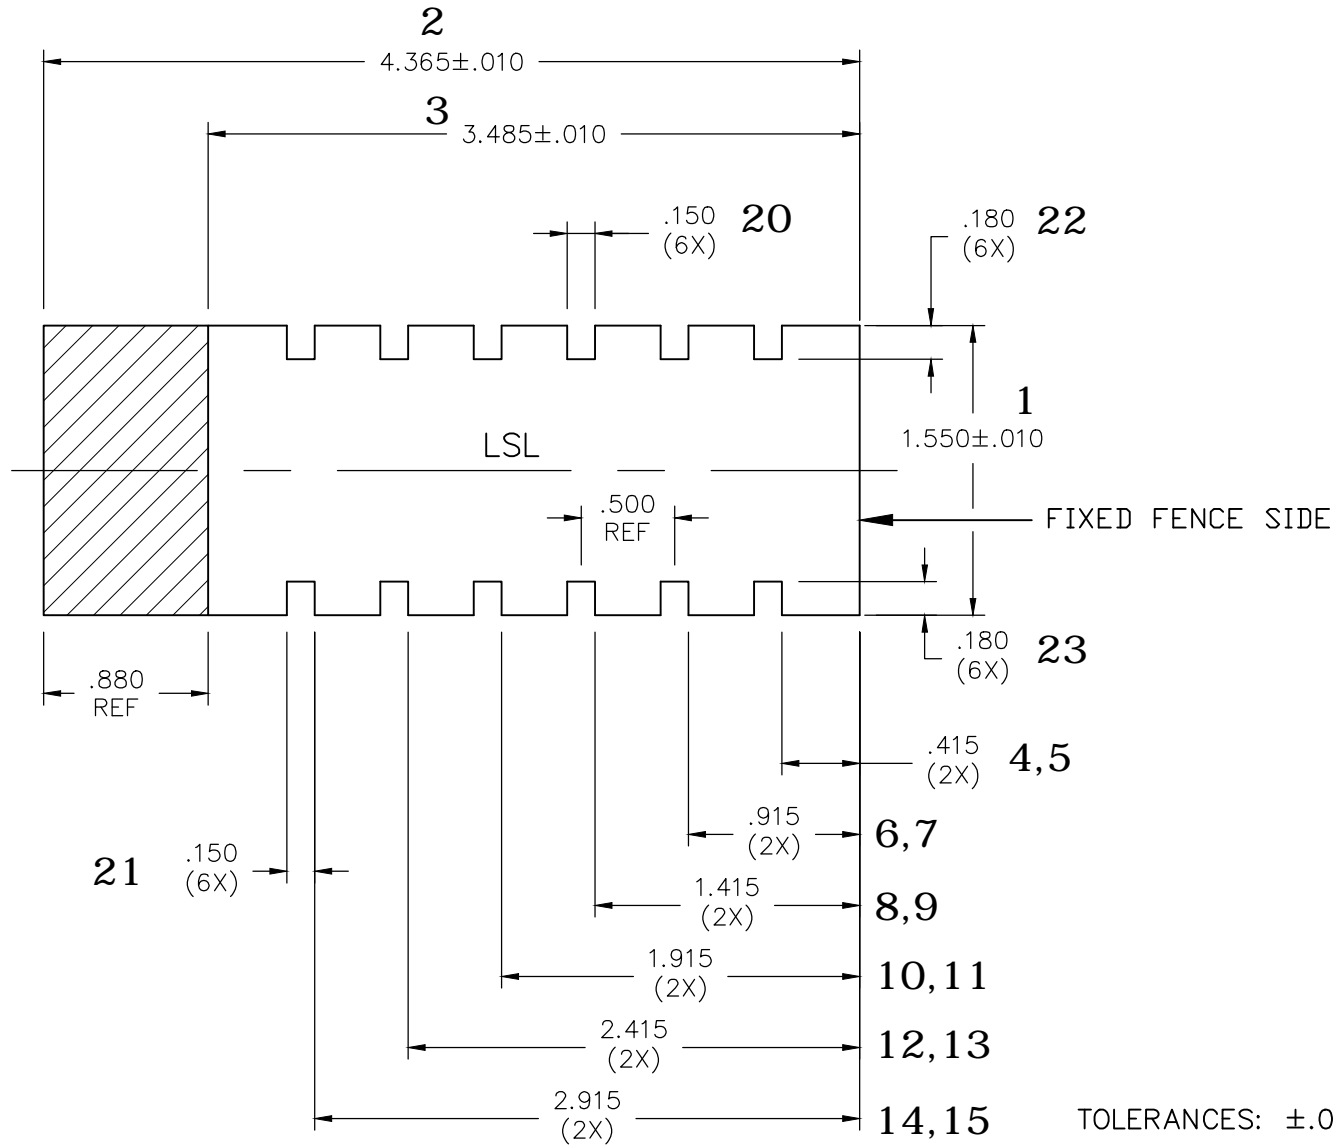 2
4.365±.010
3
3.485±.010
.150
(6X)
20
.180
(6X)
22
1
1.550±.010
LSL
.500
REF
FIXED FENCE SIDE
.180
(6X)
23
.880
REF
.415
(2X)
4,5
.915
(2X)
6,7
21
.150
(6X)
1.415
(2X)
8,9
1.915
(2X)
10,11
2.415
(2X)
12,13
2.915
(2X)
14,15
TOLERANCES: ±.0